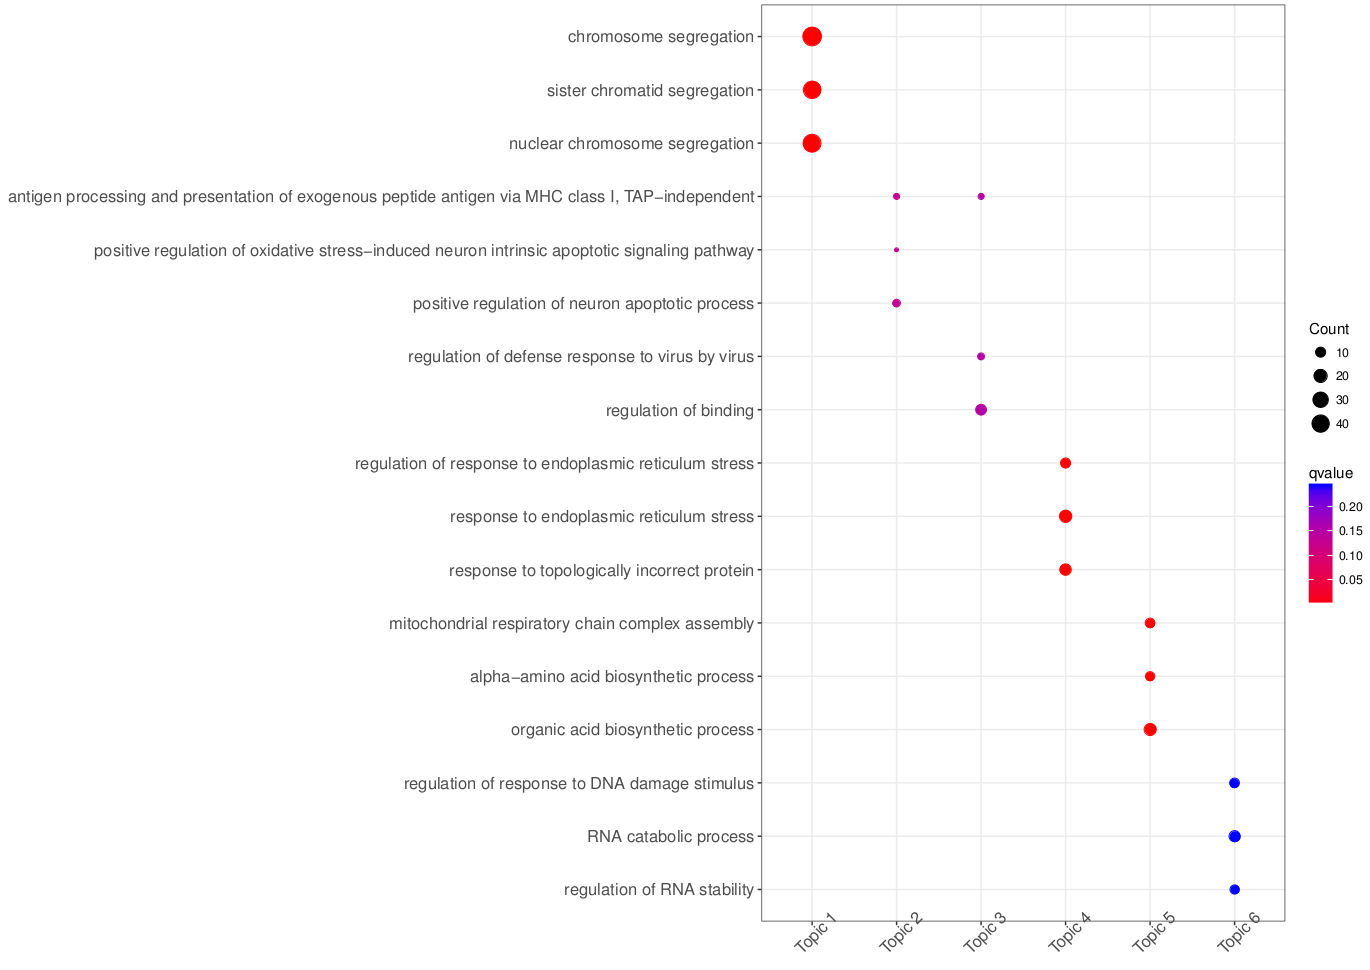 chromosome segregation
sister chromatid segregation
nuclear chromosome segregation
antigen processing and presentation of exogenous peptide antigen via MHC class I, TAP−independent
positive regulation of oxidative stress−induced neuron intrinsic apoptotic signaling pathway
positive regulation of neuron apoptotic process
regulation of defense response to virus by virus
regulation of binding
regulation of response to endoplasmic reticulum stress
response to endoplasmic reticulum stress
response to topologically incorrect protein
mitochondrial respiratory chain complex assembly
alpha−amino acid biosynthetic process
organic acid biosynthetic process
regulation of response to DNA damage stimulus
RNA catabolic process
regulation of RNA stability
Topic 1
Topic 2
Topic 3
Topic 4
Topic 5
Topic 6
Count
10
20
30
40
qvalue
0.20
0.15
0.10
0.05